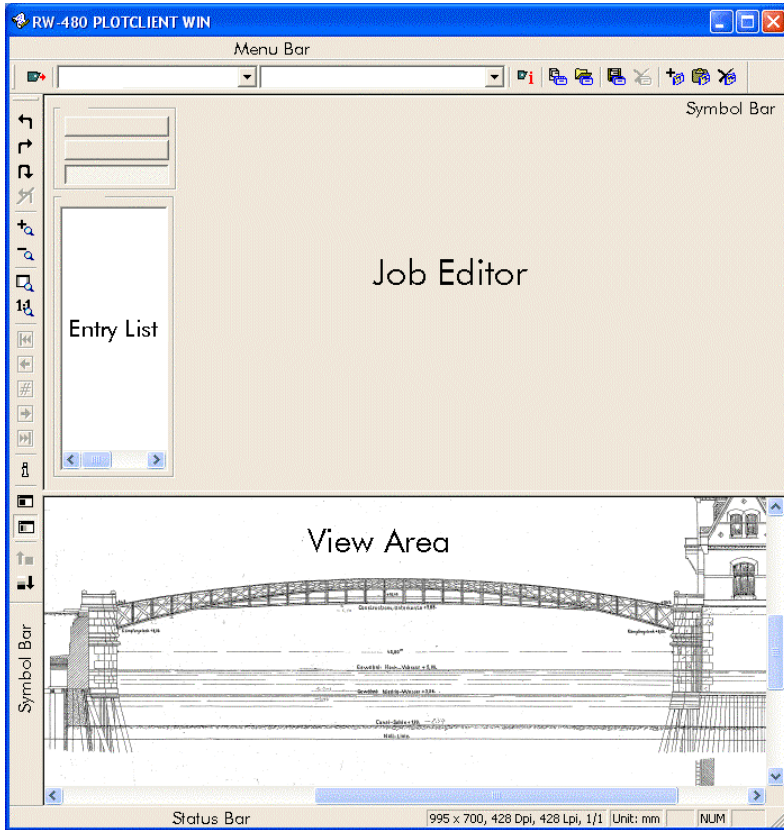 RW-480 PLOTCLIENT WIN
Menu Bar
Symbol Bar
Job Editor
Entry List
View Area
Symbol Bar
Status Bar
995 x 700, 428 Dpi, 428 Lpi, 1/1 Unit: mm NUM